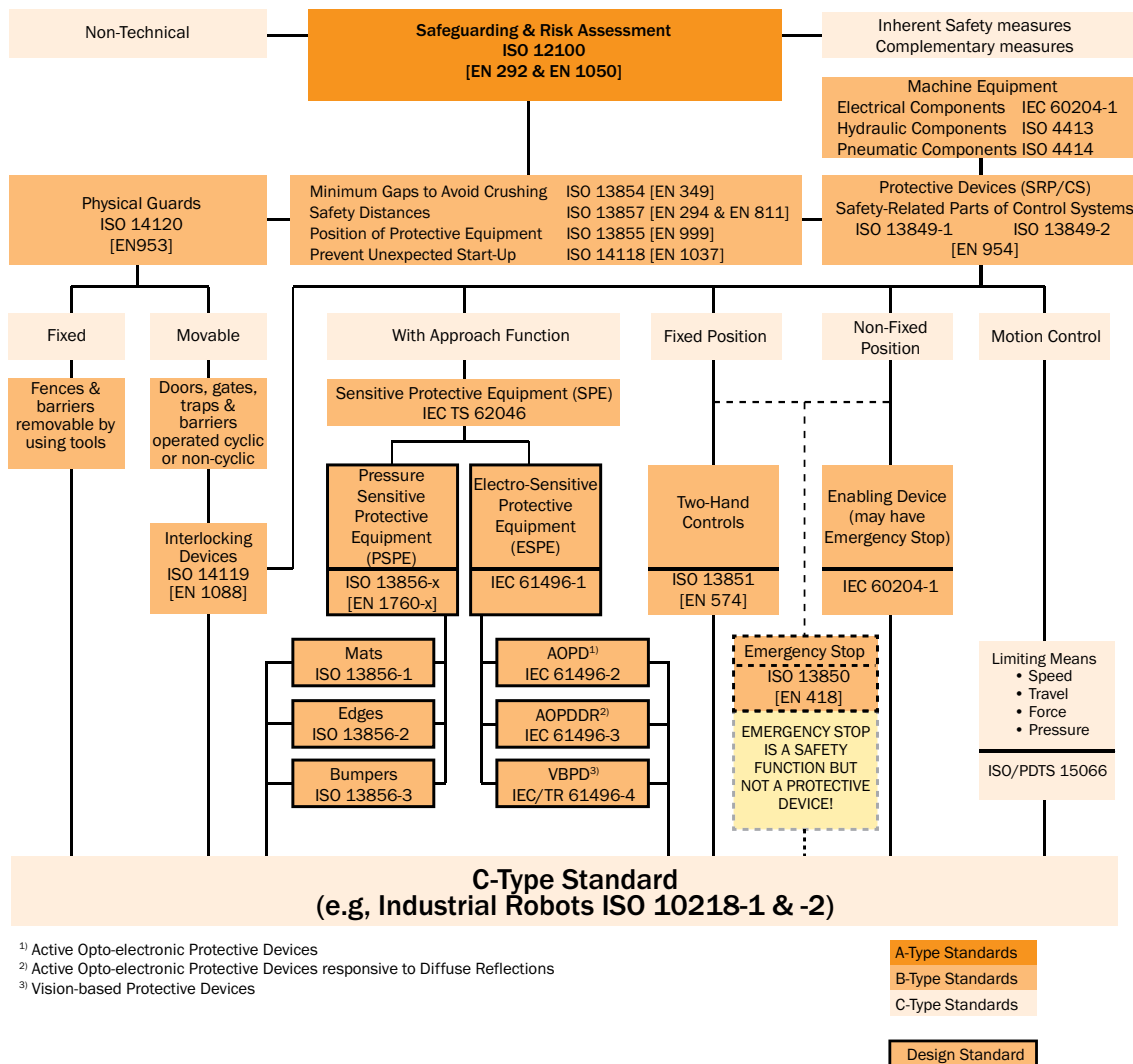 Non-Technical
Safeguarding & Risk Assessment
ISO 12100
[EN 292 & EN 1050]
Inherent Safety measures
Complementary measures
Machine Equipment
Electrical Components IEC 60204-1
Hydraulic Components ISO 4413
Pneumatic Components ISO 4414
Physical Guards
ISO 14120
[EN953]
Minimum Gaps to Avoid Crushing ISO 13854 [EN 349]
Safety Distances ISO 13857 [EN 294 & EN 811]
Position of Protective Equipment ISO 13855 [EN 999]
Prevent Unexpected Start-Up ISO 14118 [EN 1037]
Protective Devices (SRP/CS)
Safety-Related Parts of Control Systems
ISO 13849-1 ISO 13849-2
[EN 954]
Fixed
Movable
With Approach Function
Fixed Position
Non-Fixed
Position
Motion Control
Fences &
barriers
removable by
using tools
Doors, gates,
traps &
barriers
operated cyclic
or non-cyclic
Sensitive Protective Equipment (SPE)
IEC TS 62046
Pressure
Sensitive
Protective
Equipment
(PSPE)
ISO 13856-x
[EN 1760-x]
Electro-Sensitive
Protective
Equipment
(ESPE)
IEC 61496-1
Two-Hand
Controls
ISO 13851
[EN 574]
Enabling Device
(may have
Emergency Stop)
IEC 60204-1
Interlocking
Devices
ISO 14119
[EN 1088]
Mats
ISO 13856-1
Edges
ISO 13856-2
Bumpers
ISO 13856-3
AOPD1)
IEC 61496-2
AOPDDR2)
IEC 61496-3
VBPD3)
IEC/TR 61496-4
Emergency Stop
ISO 13850
[EN 418]
EMERGENCY STOP
IS A SAFETY
FUNCTION BUT
NOT A PROTECTIVE
DEVICE!
Limiting Means
• Speed
• Travel
• Force
• Pressure
ISO/PDTS 15066
C-Type Standard
(e.g, Industrial Robots ISO 10218-1 & -2)
1) Active Opto-electronic Protective Devices
2) Active Opto-electronic Protective Devices responsive to Diffuse Reflections
3) Vision-based Protective Devices
A-Type Standards
B-Type Standards
C-Type Standards
Design Standard